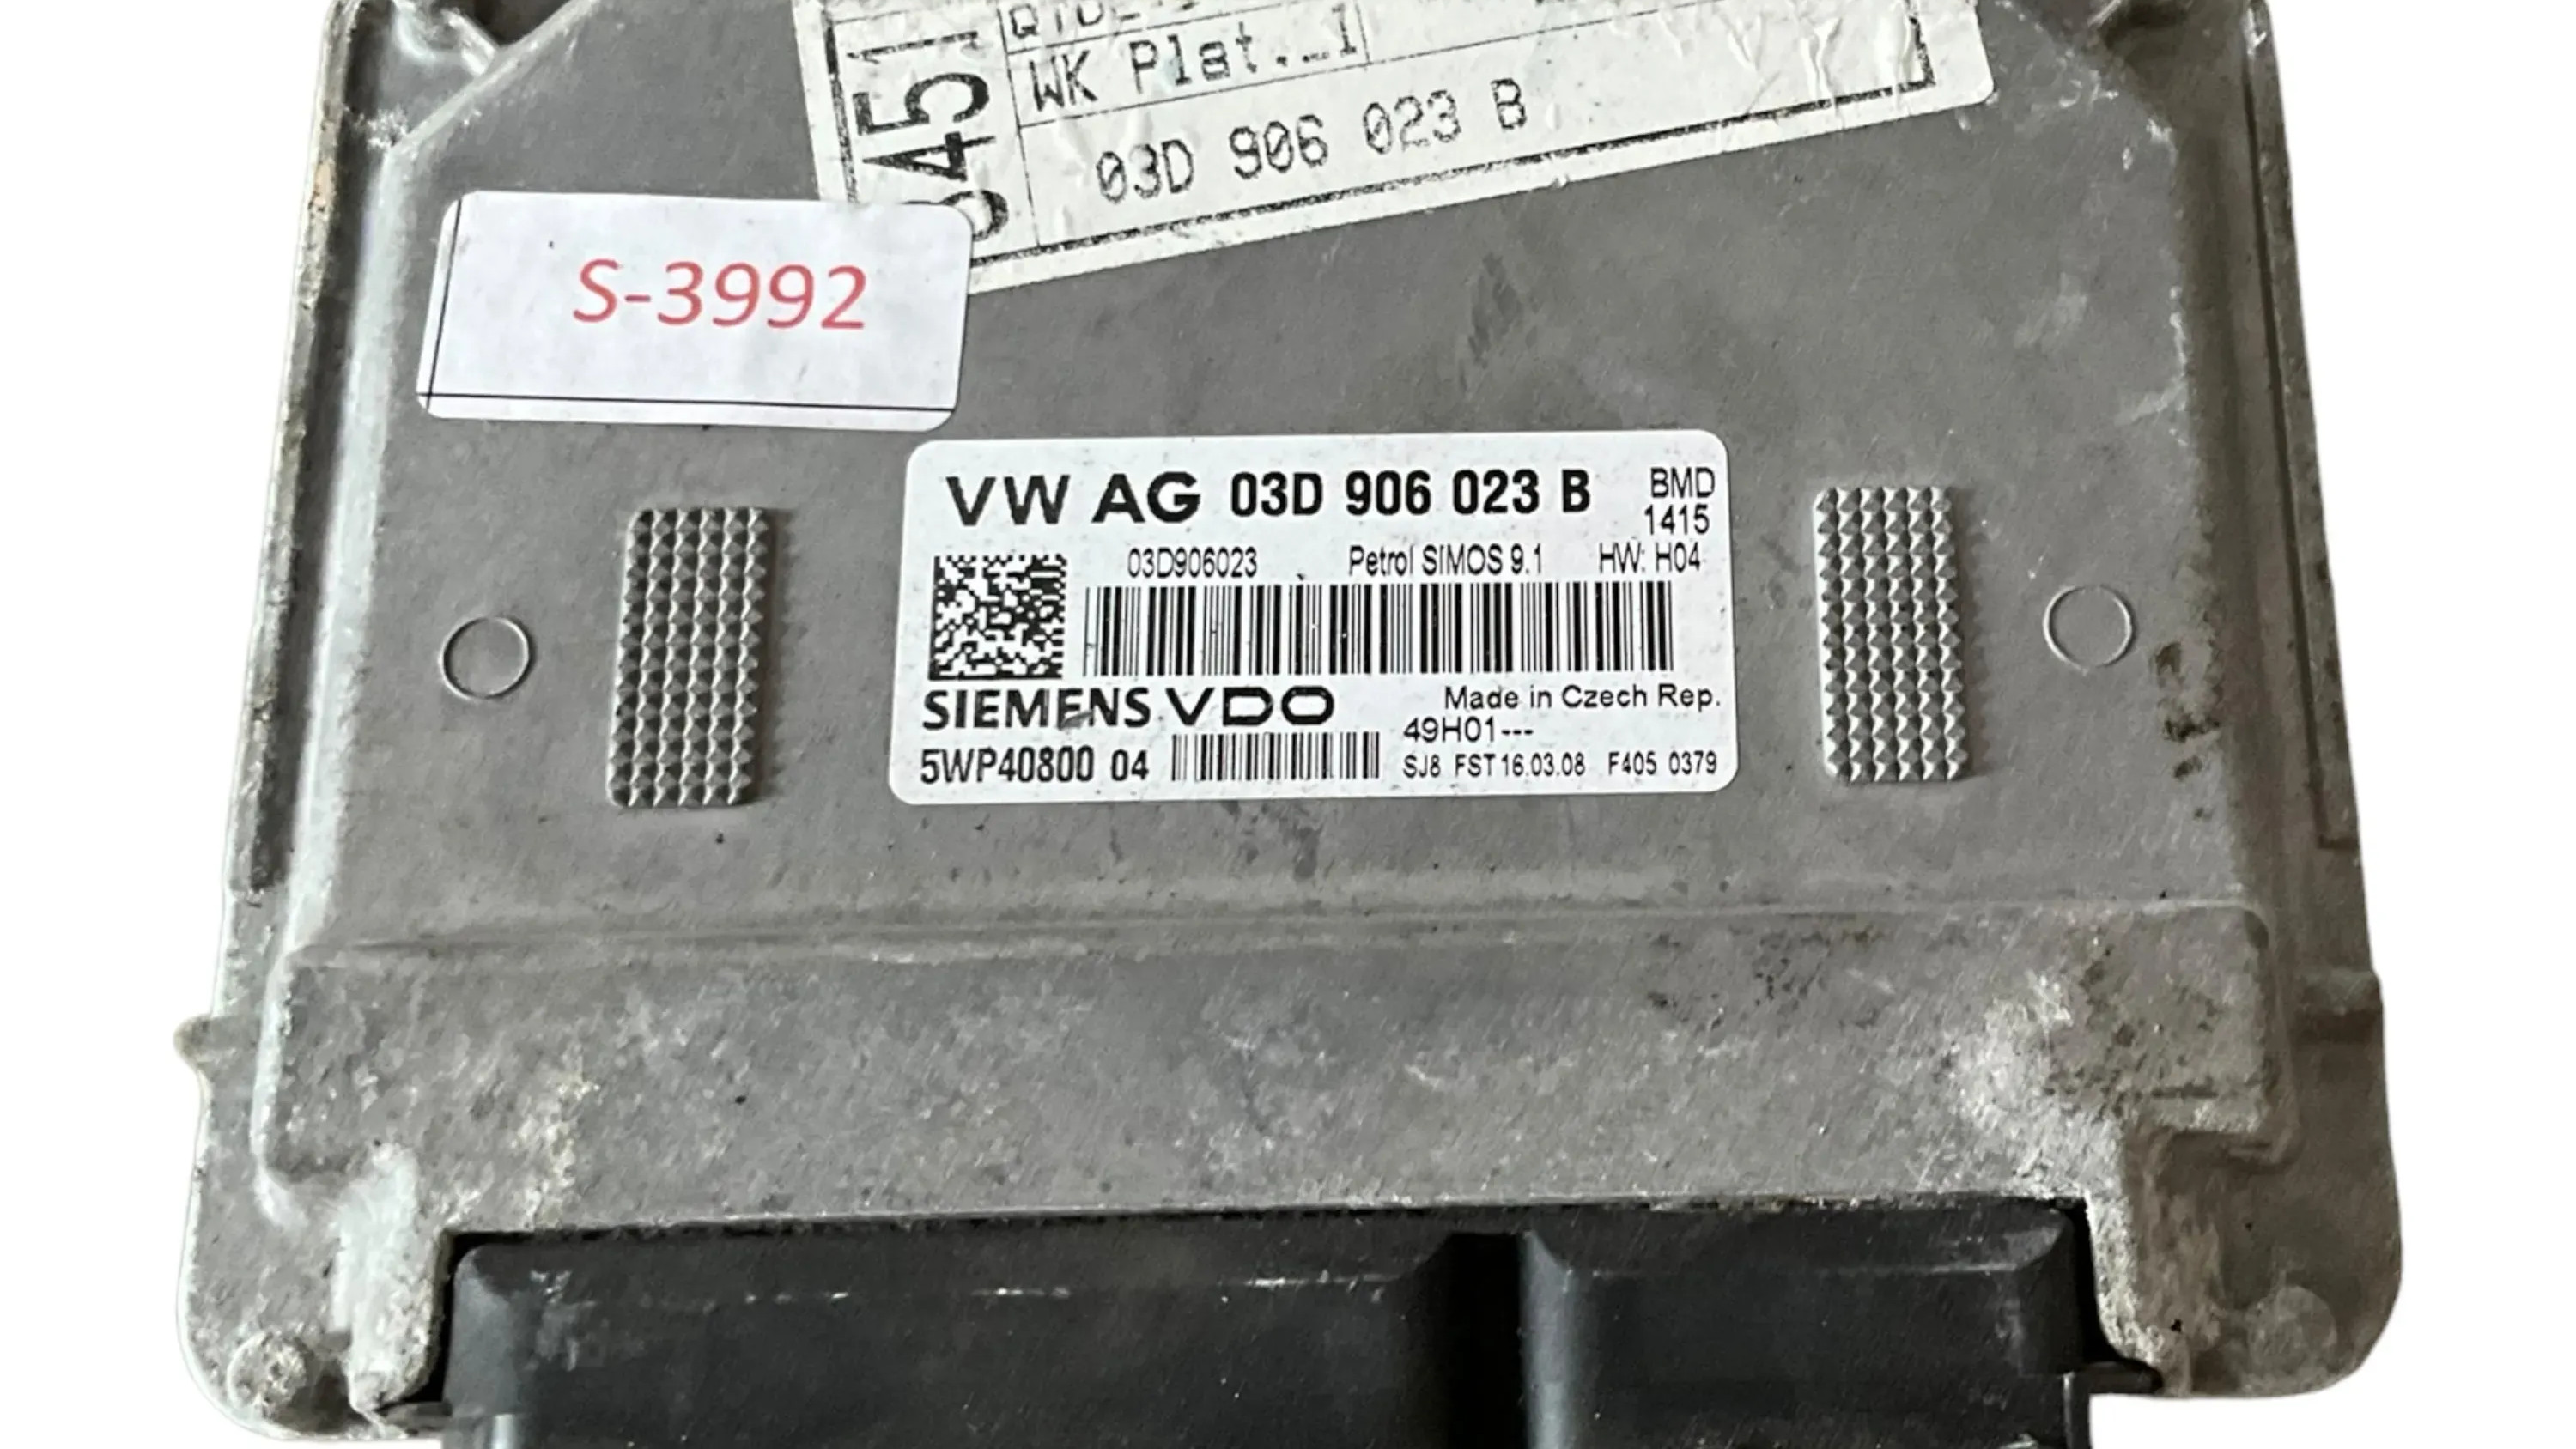 WK Plat._1
03D 906 023 B
S-3992
VW AG 03D 906 023 B
BMD
1415
03D906023 Petrol SIMOS 9.1 HW: H04
SIEMENS VDO Made in Czech Rep.
49H01---
5WP40800 04 SJ8 FST 16.03.08 F405 0379